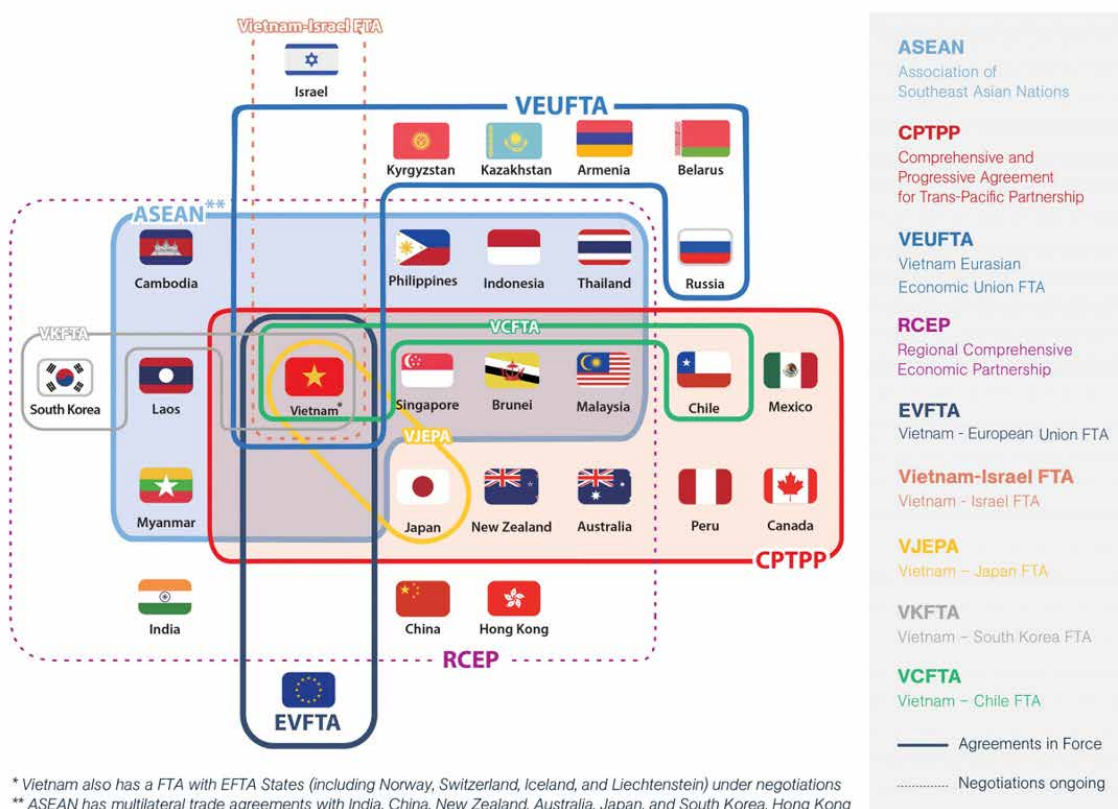 Vietnam-Israel FTA
Israel
VEUFTA
Kyrgyzstan
Kazakhstan
Armenia
Belarus
ASEAN**
Cambodia
Philippines
Indonesia
Thailand
Russia
VKFTA
VCFTA
South Korea
Laos
Vietnam*
Singapore
Brunei
Malaysia
Chile
Mexico
VJEPA
Myanmar
Japan
New Zealand
Australia
Peru
Canada
CPTPP
India
China
Hong Kong
RCEP
EVFTA
* Vietnam also has a FTA with EFTA States (including Norway, Switzerland, Iceland, and Liechtenstein) under negotiations
** ASEAN has multilateral trade agreements with India, China, New Zealand, Australia, Japan, and South Korea, Hong Kong
ASEAN
Association of
Southeast Asian Nations
CPTPP
Comprehensive and
Progressive Agreement
for Trans-Pacific Partnership
VEUFTA
Vietnam Eurasian
Economic Union FTA
RCEP
Regional Comprehensive
Economic Partnership
EVFTA
Vietnam - European Union FTA
Vietnam-Israel FTA
Vietnam - Israel FTA
VJEPA
Vietnam – Japan FTA
VKFTA
Vietnam – South Korea FTA
VCFTA
Vietnam – Chile FTA
Agreements in Force
Negotiations ongoing